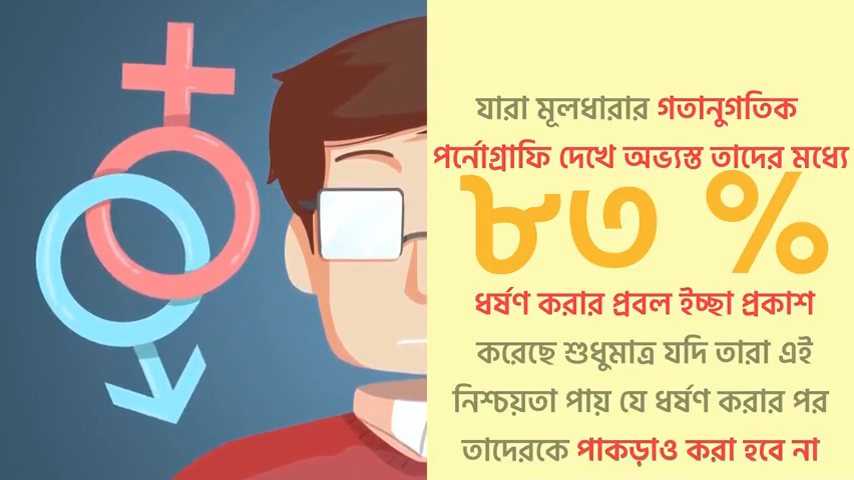 যারা মূলধারার গতানুগতিক
পর্নোগ্রাফি দেখে অভ্যস্ত তাদের মধ্যে
৮৩ %
ধর্ষণ করার প্রবল ইচ্ছা প্রকাশ
করেছে শুধুমাত্র যদি তারা এই
নিশ্চয়তা পায় যে ধর্ষণ করার পর
তাদেরকে পাকড়াও করা হবে না